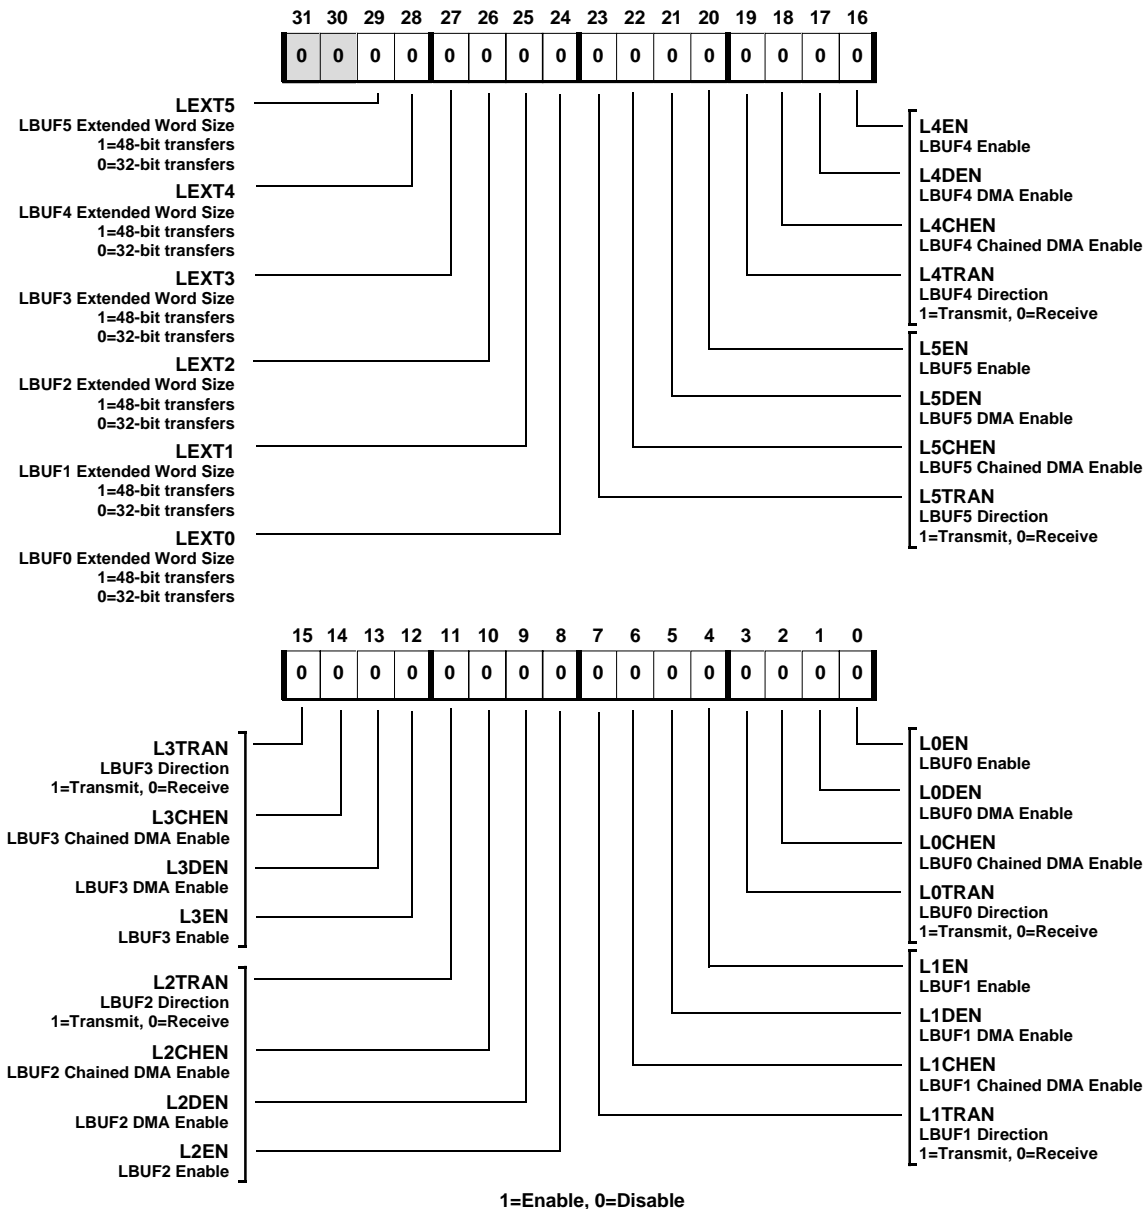 31 30 29 28 27 26 25 24 23 22 21 20 19 18 17 16
0 0 0 0 0 0 0 0 0 0 0 0 0 0 0 0
LEXT5
LBUF5 Extended Word Size
1=48-bit transfers
0=32-bit transfers
LEXT4
LBUF4 Extended Word Size
1=48-bit transfers
0=32-bit transfers
LEXT3
LBUF3 Extended Word Size
1=48-bit transfers
0=32-bit transfers
LEXT2
LBUF2 Extended Word Size
1=48-bit transfers
0=32-bit transfers
LEXT1
LBUF1 Extended Word Size
1=48-bit transfers
0=32-bit transfers
LEXT0
LBUF0 Extended Word Size
1=48-bit transfers
0=32-bit transfers
L4EN
LBUF4 Enable
L4DEN
LBUF4 DMA Enable
L4CHEN
LBUF4 Chained DMA Enable
L4TRAN
LBUF4 Direction
1=Transmit, 0=Receive
L5EN
LBUF5 Enable
L5DEN
LBUF5 DMA Enable
L5CHEN
LBUF5 Chained DMA Enable
L5TRAN
LBUF5 Direction
1=Transmit, 0=Receive
15 14 13 12 11 10 9 8 7 6 5 4 3 2 1 0
0 0 0 0 0 0 0 0 0 0 0 0 0 0 0 0
L3TRAN
LBUF3 Direction
1=Transmit, 0=Receive
L3CHEN
LBUF3 Chained DMA Enable
L3DEN
LBUF3 DMA Enable
L3EN
LBUF3 Enable
L2TRAN
LBUF2 Direction
1=Transmit, 0=Receive
L2CHEN
LBUF2 Chained DMA Enable
L2DEN
LBUF2 DMA Enable
L2EN
LBUF2 Enable
L0EN
LBUF0 Enable
L0DEN
LBUF0 DMA Enable
L0CHEN
LBUF0 Chained DMA Enable
L0TRAN
LBUF0 Direction
1=Transmit, 0=Receive
L1EN
LBUF1 Enable
L1DEN
LBUF1 DMA Enable
L1CHEN
LBUF1 Chained DMA Enable
L1TRAN
LBUF1 Direction
1=Transmit, 0=Receive
1=Enable, 0=Disable